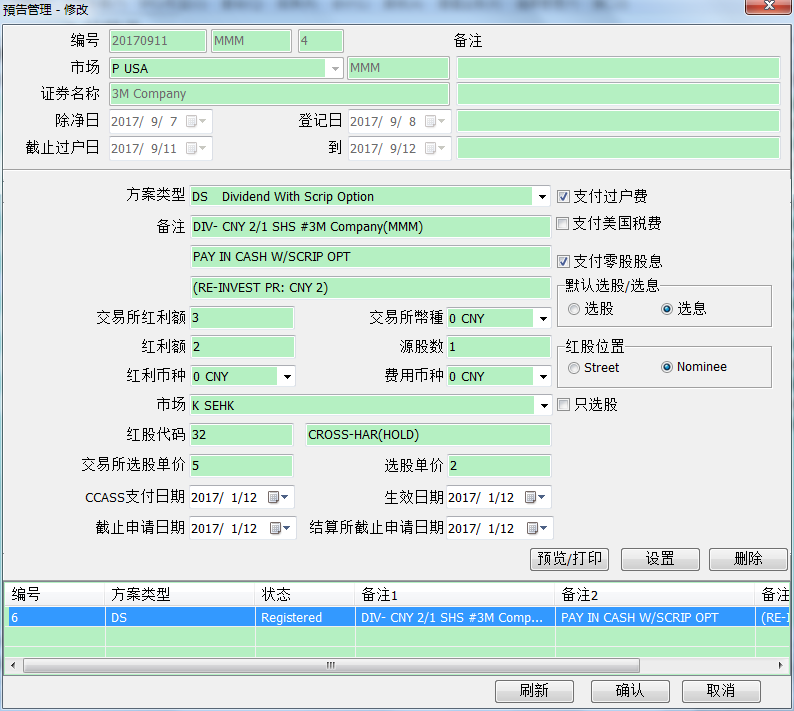 预告管理 - 修改
编号 20170911 MMM 4 备注
市场 P USA MMM
证券名称 3M Company
除净日 2017/ 9/ 7 登记日 2017/ 9/ 8
截止过户日 2017/ 9/11 到 2017/ 9/12
方案类型 DS Dividend With Scrip Option 支付过户费
备注 DIV- CNY 2/1 SHS #3M Company(MMM) 支付美国税费
PAY IN CASH W/SCRIP OPT 支付零股股息
(RE-INVEST PR: CNY 2) 默认选股/选息
交易所红利额 3 交易所幣種 0 CNY 选股 选息
红利额 2 源股数 1 红股位置
红利币种 0 CNY 费用币种 0 CNY Street Nominee
市场 K SEHK 只选股
红股代码 32 CROSS-HAR(HOLD)
交易所选股单价 5 选股单价 2
CCASS支付日期 2017/ 1/12 生效日期 2017/ 1/12
截止申请日期 2017/ 1/12 结算所截止申请日期 2017/ 1/12
预览/打印 设置 删除
编号 方案类型 状态 备注1 备注2 备注
6 DS Registered DIV- CNY 2/1 SHS #3M Comp... PAY IN CASH W/SCRIP OPT (RE-I
刷新 确认 取消